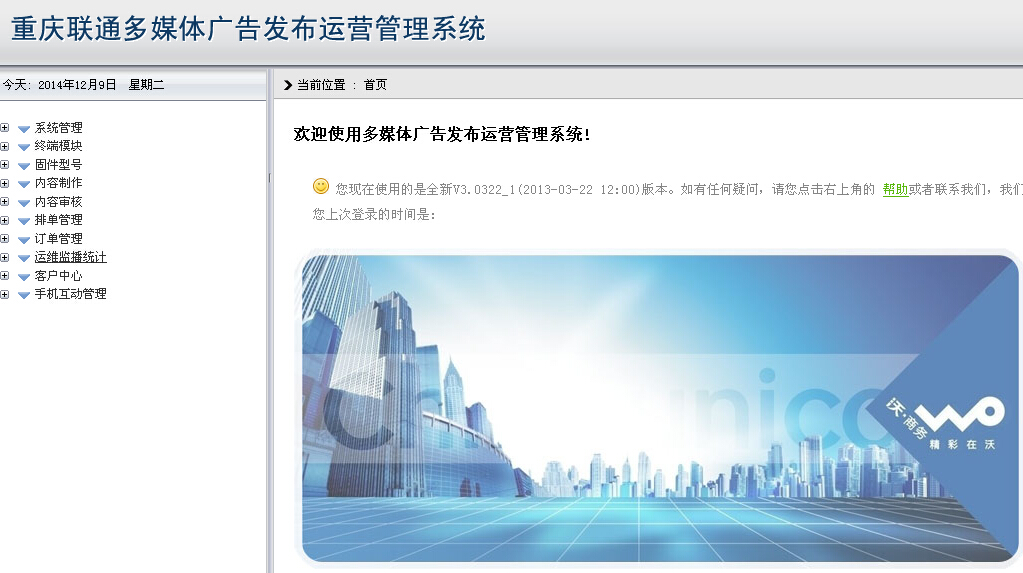 重庆联通多媒体广告发布运营管理系统
今天: 2014年12月9日 星期二
当前位置 : 首页
系统管理
终端模块
固件型号
内容制作
内容审核
排单管理
订单管理
运维监播统计
客户中心
手机互动管理
欢迎使用多媒体广告发布运营管理系统!
您现在使用的是全新V3.0322_1(2013-03-22 12:00)版本。如有任何疑问，请您点击右上角的 帮助或者联系我们，我们
您上次登录的时间是:
沃·商务
WO
精彩在沃